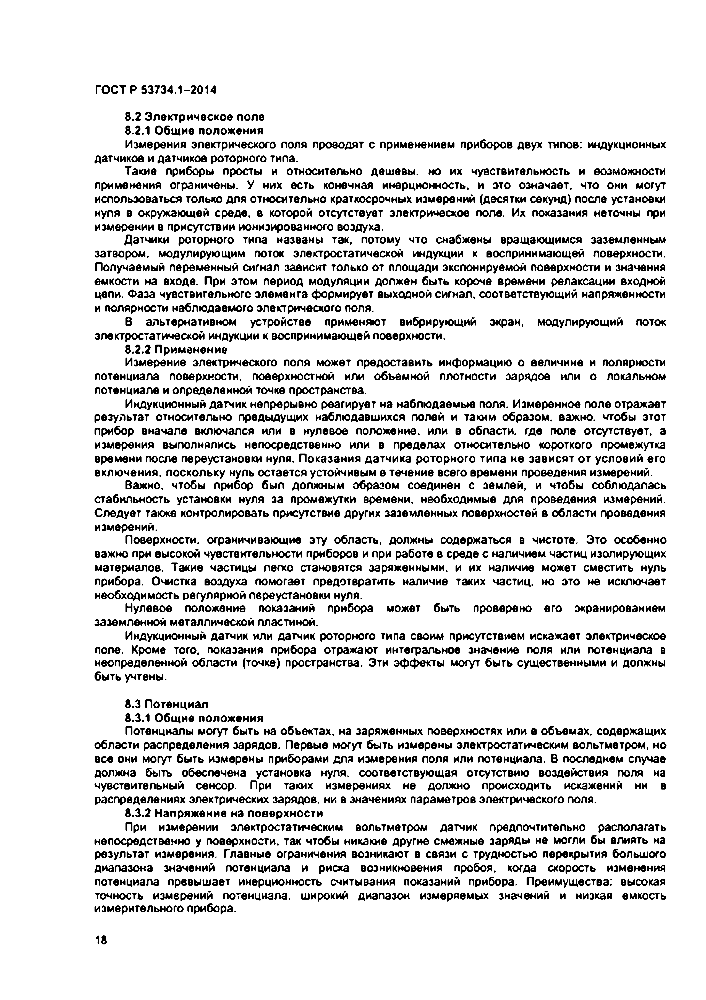 ГОСТ Р 53734.1–2014
8.2 Электрическое поле
8.2.1 Общие положения
Измерения электрического поля проводят с применением приборов двух типов: индукционных
датчиков и датчиков роторного типа.
Такие приборы просты и относительно дешевы, но их чувствительность и возможности
применения ограничены. У них есть конечная инерционность, и это означает, что они могут
использоваться только для относительно краткосрочных измерений (десятки секунд) после установки
нуля в окружающей среде, в которой отсутствует электрическое поле. Их показания неточны при
измерении в присутствии ионизированного воздуха.
Датчики роторного типа названы так, потому что снабжены вращающимся заземленным
затвором, модулирующим поток электростатической индукции к воспринимающей поверхности.
Получаемый переменный сигнал зависит только от площади экспонируемой поверхности и значения
емкости на входе. При этом период модуляции должен быть короче времени релаксации входной
цепи. Фаза чувствительного элемента формирует выходной сигнал, соответствующий напряженности
и полярности наблюдаемого электрического поля.
В альтернативном устройстве применяют вибрирующий экран, модулирующий поток
электростатической индукции к воспринимающей поверхности.
8.2.2 Применение
Измерение электрического поля может предоставить информацию о величине и полярности
потенциала поверхности, поверхностной или объемной плотности зарядов или о локальном
потенциале и определенной точке пространства.
Индукционный датчик непрерывно реагирует на наблюдаемые поля. Измеренное поле отражает
результат относительно предыдущих наблюдавшихся полей и таким образом, важно, чтобы этот
прибор вначале включался или в нулевое положение, или в области, где поле отсутствует, а
измерения выполнялись непосредственно или в пределах относительно короткого промежутка
времени после переустановки нуля. Показания датчика роторного типа не зависят от условий его
включения, поскольку нуль остается устойчивым в течение всего времени проведения измерений.
Важно, чтобы прибор был должным образом соединен с землей, и чтобы соблюдалась
стабильность установки нуля за промежутки времени, необходимые для проведения измерений.
Следует также контролировать присутствие других заземленных поверхностей в области проведения
измерений.
Поверхности, ограничивающие эту область, должны содержаться в чистоте. Это особенно
важно при высокой чувствительности приборов и при работе в среде с наличием частиц изолирующих
материалов. Такие частицы легко становятся заряженными, и их наличие может сместить нуль
прибора. Очистка воздуха помогает предотвратить наличие таких частиц, но это не исключает
необходимость регулярной переустановки нуля.
Нулевое положение показаний прибора может быть проверено его экранированием
заземленной металлической пластиной.
Индукционный датчик или датчик роторного типа своим присутствием искажает электрическое
поле. Кроме того, показания прибора отражают интегральное значение поля или потенциала в
неопределенной области (точке) пространства. Эти эффекты могут быть существенными и должны
быть учтены.
8.3 Потенциал
8.3.1 Общие положения
Потенциалы могут быть на объектах, на заряженных поверхностях или в объемах, содержащих
области распределения зарядов. Первые могут быть измерены электростатическим вольтметром, но
все они могут быть измерены приборами для измерения поля или потенциала. В последнем случае
должна быть обеспечена установка нуля, соответствующая отсутствию воздействия поля на
чувствительный сенсор. При таких измерениях не должно происходить искажений ни в
распределениях электрических зарядов, ни в значениях параметров электрического поля.
8.3.2 Напряжение на поверхности
При измерении электростатическим вольтметром датчик предпочтительно располагать
непосредственно у поверхности, так чтобы никакие другие смежные заряды не могли бы влиять на
результат измерения. Главные ограничения возникают в связи с трудностью перекрытия большого
диапазона значений потенциала и риска возникновения пробоя, когда скорость изменения
потенциала превышает инерционность считывания показаний прибора. Преимущества: высокая
точность измерений потенциала, широкий диапазон измеряемых значений и низкая емкость
измерительного прибора.
18